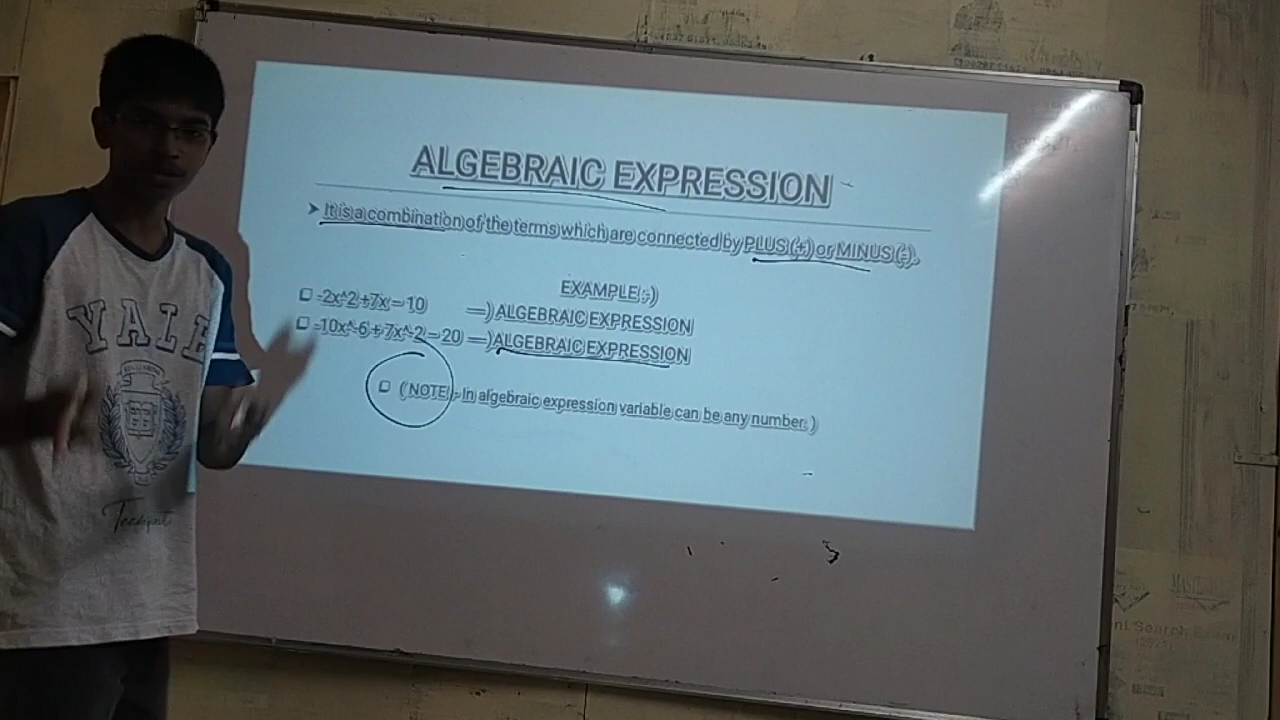 ALGEBRAIC EXPRESSION
➤ It is a combination of the terms which are connected by PLUS (+) or MINUS (-).
EXAMPLE :-)
❑ -2x^2 +7x – 10 —) ALGEBRAIC EXPRESSION
❑ -10x^-6 + 7x^-2 – 20 —) ALGEBRAIC EXPRESSION
❑ ( NOTE :- In algebraic expression variable can be any number. )
YALE